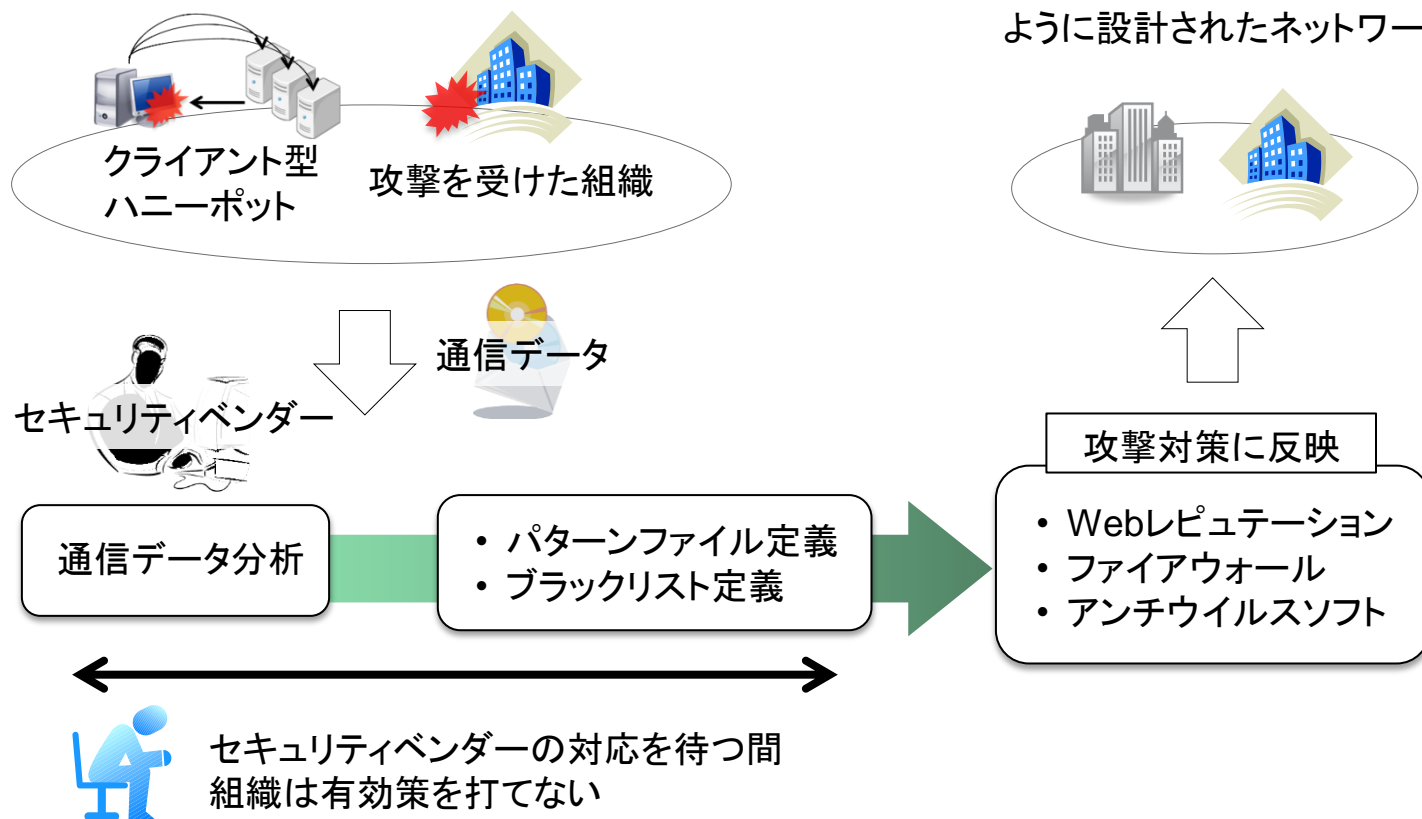 ように設計されたネットワー
クライアント型
ハニーポット
攻撃を受けた組織
通信データ
セキュリティベンダー
攻撃対策に反映
通信データ分析
• パターンファイル定義
• ブラックリスト定義
• Webレピュテーション
• ファイアウォール
• アンチウイルスソフト
セキュリティベンダーの対応を待つ間
組織は有効策を打てない